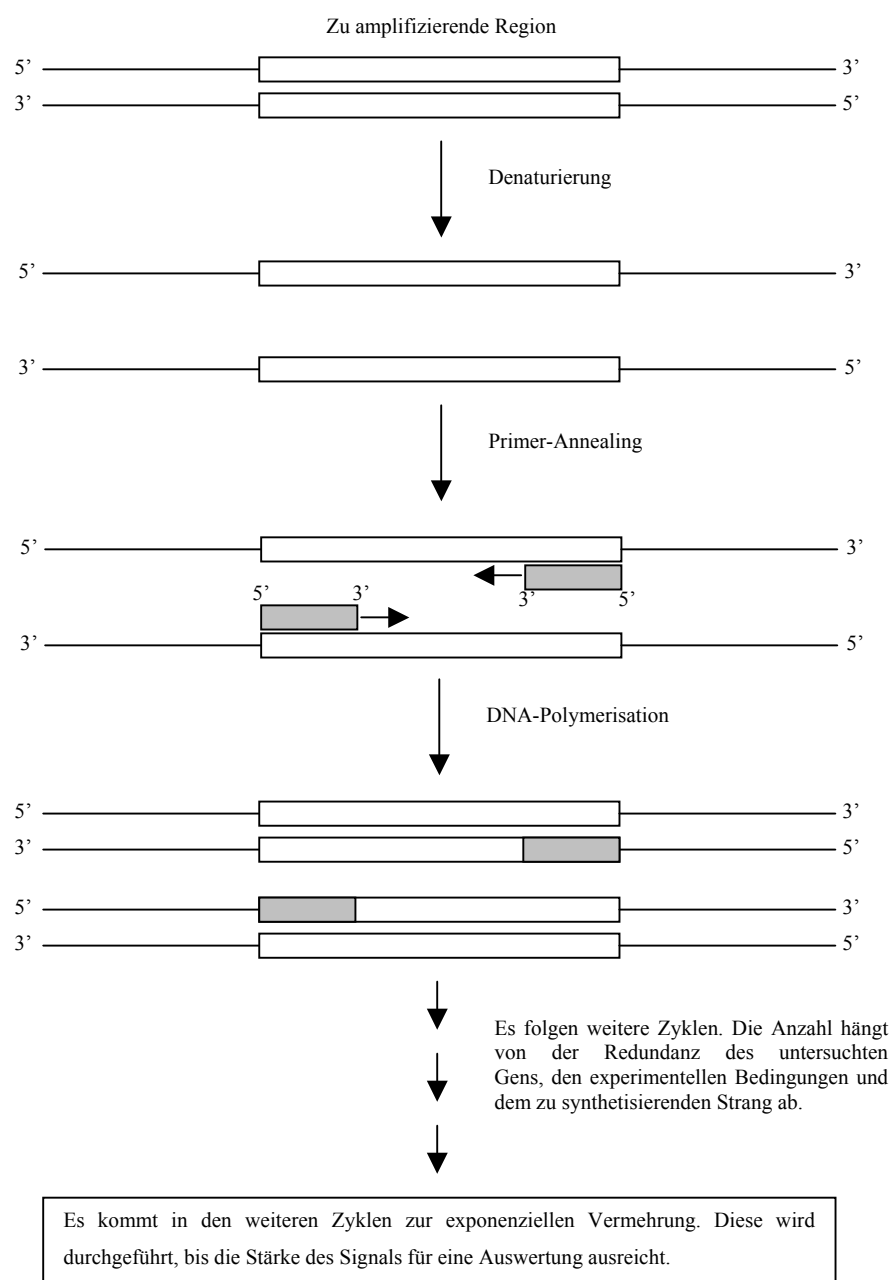 Zu amplifizierende Region
5’ 3’
3’ 5’
Denaturierung
5’ 3’
3’ 5’
Primer-Annealing
5’ 3’
5’ 3’ 3’ 5’
3’ 5’
DNA-Polymerisation
5’ 3’
3’ 5’
5’ 3’
3’ 5’
Es folgen weitere Zyklen. Die Anzahl hängt
von der Redundanz des untersuchten
Gens, den experimentellen Bedingungen und
dem zu synthetisierenden Strang ab.
Es kommt in den weiteren Zyklen zur exponenziellen Vermehrung. Diese wird
durchgeführt, bis die Stärke des Signals für eine Auswertung ausreicht.